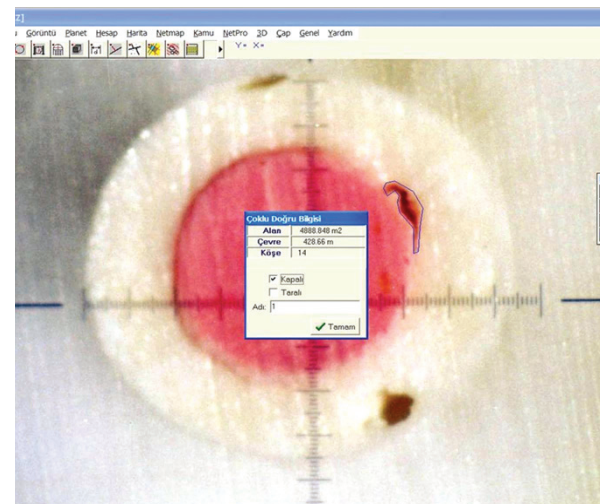 Z]
u Görüntü Planet Hesap Harita Netmap Kamu NetPro 3D Çap Genel Yardım
Y= X=
Çoklu Doğru Bilgisi
Alan 4888.848 m2
Çevre 428.66 m
Köşe 14
Kapalı
Taralı
Adı: 1
Tamam